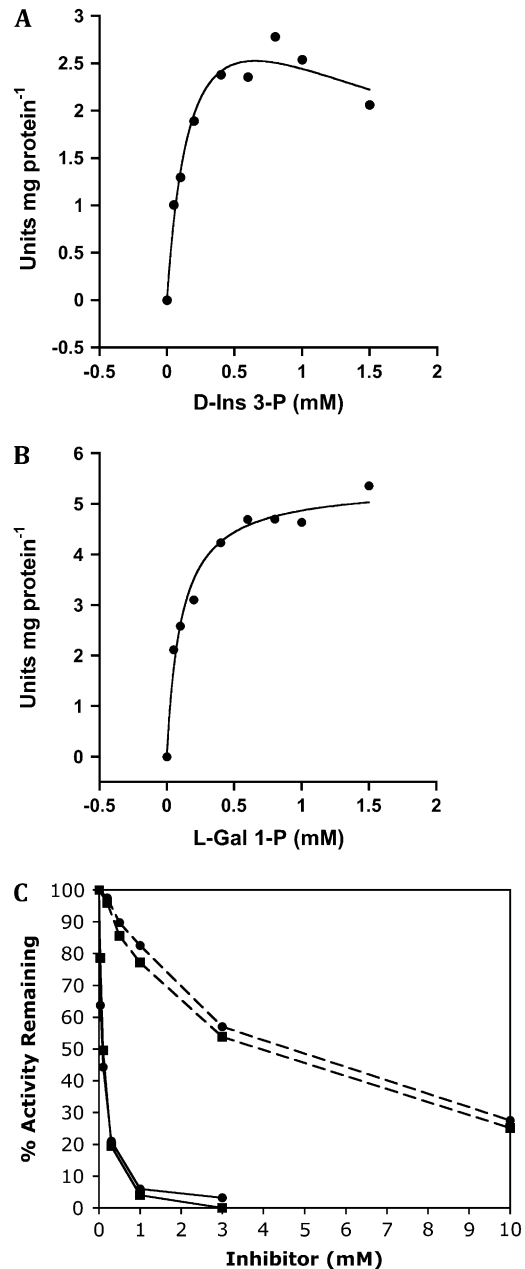 A
3
2.5
2
1.5
1
0.5
0
-0.5
Units mg protein⁻¹
-0.5 0 0.5 1 1.5 2
D-Ins 3-P (mM)
B
6
5
4
3
2
1
0
Units mg protein⁻¹
-0.5 0 0.5 1 1.5 2
L-Gal 1-P (mM)
C
100
90
80
70
60
50
40
30
20
10
0
% Activity Remaining
0 1 2 3 4 5 6 7 8 9 10
Inhibitor (mM)